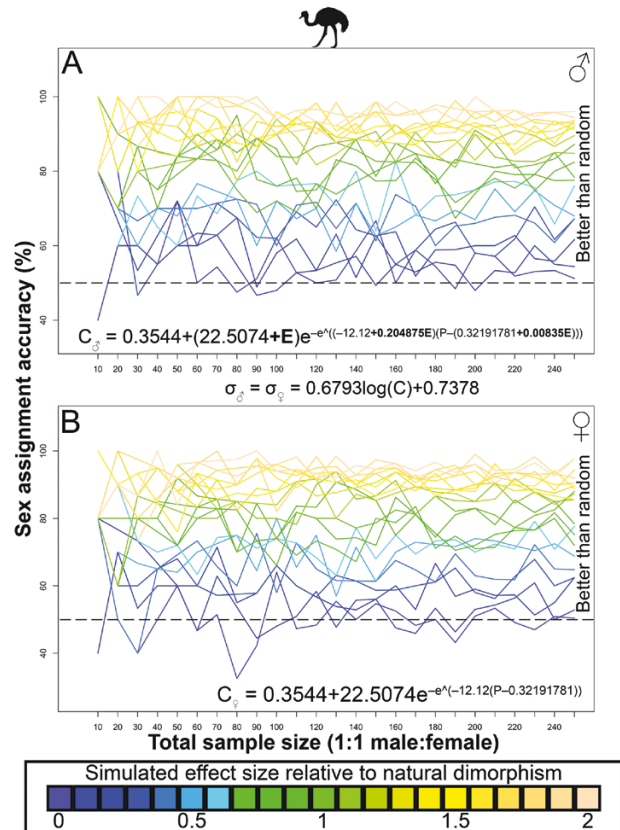 A
♂
100
80
60
40
Better than random
C♂ = 0.3544+(22.5074+E)e–e^((–12.12+0.204875E)(P–(0.32191781+0.00835E)))
10 20 30 40 50 60 70 80 90 100 120 140 160 180 200 220 240
σ♂ = σ♀ = 0.6793log(C)+0.7378
Sex assignment accuracy (%)
B
♀
100
80
60
40
Better than random
C♀ = 0.3544+22.5074e–e^(–12.12(P–0.32191781))
10 20 30 40 50 60 70 80 90 100 120 140 160 180 200 220 240
Total sample size (1:1 male:female)
Simulated effect size relative to natural dimorphism
0 0.5 1 1.5 2